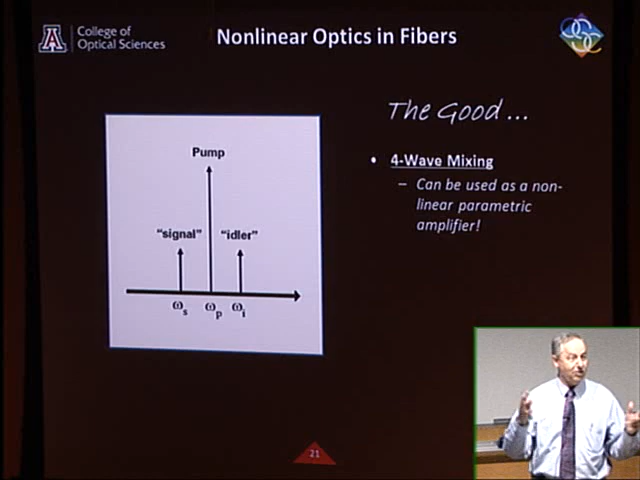 A
College of
Optical Sciences
Nonlinear Optics in Fibers
The Good...
• 4-Wave Mixing
– Can be used as a non-
linear parametric
amplifier!
Pump
"signal" "idler"
ωs ωp ωi
21